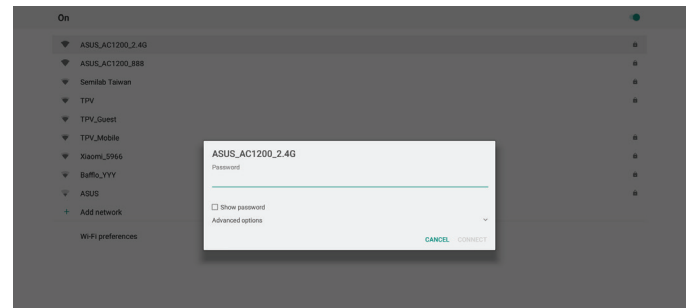 On
ASUS_AC1200_2.4G
ASUS_AC1200_888
Semilab Taiwan
TPV
TPV_Guest
TPV_Mobile
Xiaomi_5966
Bafflo_YYY
ASUS
+ Add network
Wi-Fi preferences
ASUS_AC1200_2.4G
Password
Show password
Advanced options
CANCEL CONNECT